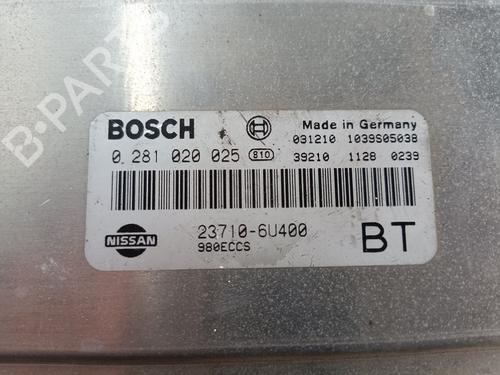 B-PARTS
BOSCH
Made in Germany
031210 1039S05038
0 281 020 025 810
39210 1128 0239
NISSAN
23710-6U400
980ECCS
BT